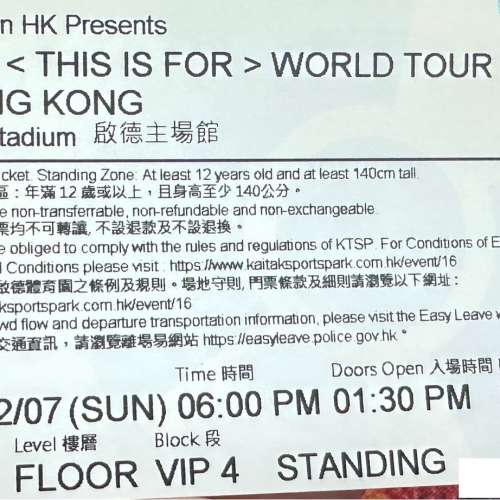 n HK Presents
< THIS IS FOR > WORLD TOUR
NG KONG
tadium 啟德主場館
cket. Standing Zone: At least 12 years old and at least 140cm tall.
區：年滿 12 歲或以上，且身高至少 140公分。
e non-transferrable, non-refundable and non-exchangeable.
票均不可轉讓, 不設退款及不設退換。
e obliged to comply with the rules and regulations of KTSP. For Conditions of E
l Conditions please visit : https://www.kaitaksportspark.com.hk/event/16
啟德體育園之條例及規則。場地守則, 門票條款及細則請瀏覽以下網址 :
ksportspark.com.hk/event/16
wd flow and departure transportation information, please visit the Easy Leave w
交通資訊，請瀏覽離場易網站 https://easyleave.police.gov.hk "
Time 時間 Doors Open 入場時間
2/07 (SUN) 06:00 PM 01:30 PM
Level 樓層 Block 段
FLOOR VIP 4 STANDING